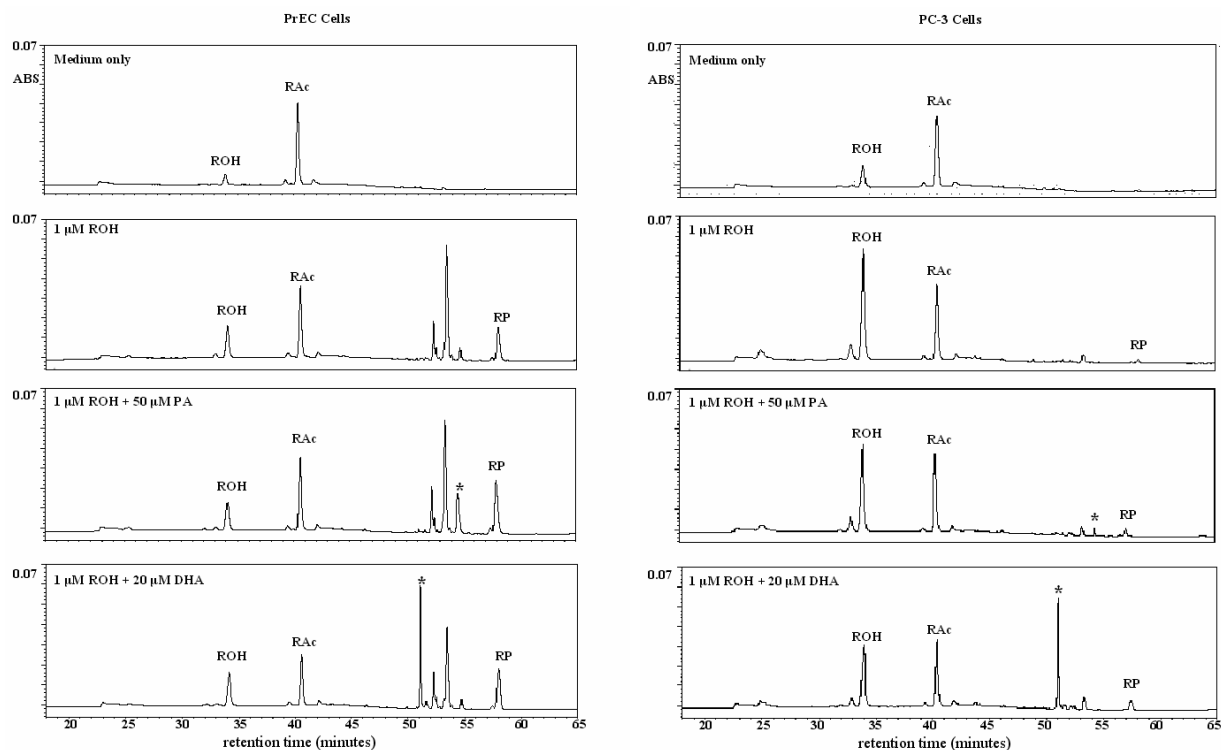 PrEC Cells
0.07
ABS
Medium only
ROH
RAc
0.07
1 µM ROH
ROH
RAc
RP
0.07
1 µM ROH + 50 µM PA
ROH
RAc
*
RP
0.07
1 µM ROH + 20 µM DHA
ROH
RAc
*
RP
20 25 30 35 40 45 50 55 60 65
retention time (minutes)
PC-3 Cells
0.07
ABS
Medium only
ROH
RAc
0.07
1 µM ROH
ROH
RAc
RP
0.07
1 µM ROH + 50 µM PA
ROH
RAc
*
RP
0.07
1 µM ROH + 20 µM DHA
ROH
RAc
*
RP
20 25 30 35 40 45 50 55 60 65
retention time (minutes)